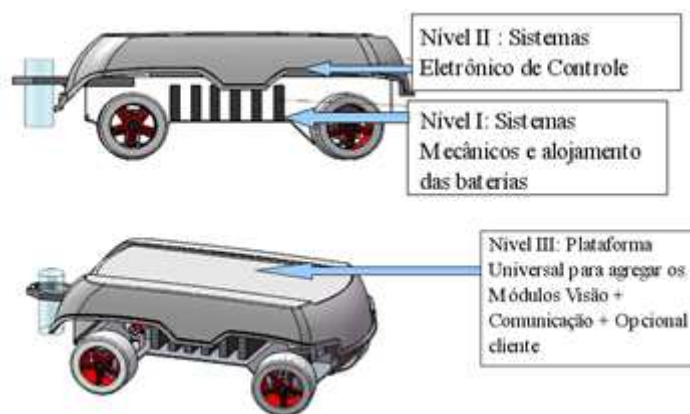 Nível II : Sistemas
Eletrônico de Controle
Nível I: Sistemas
Mecânicos e alojamento
das baterias
Nivel III: Plataforma
Universal para agregar os
Módulos Visão +
Comunicação + Opcional
cliente